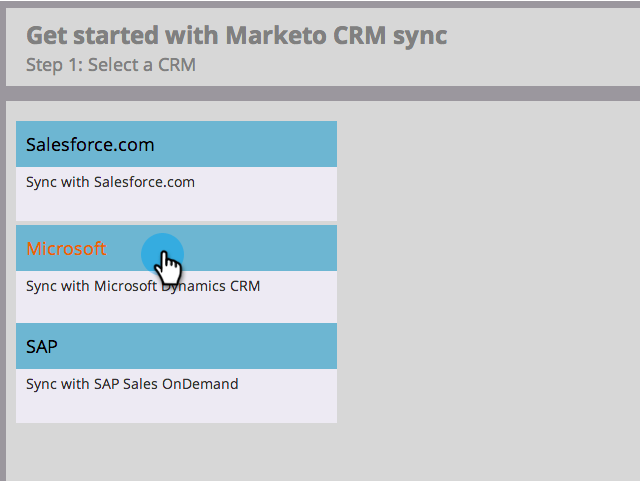 Get started with Marketo CRM sync
Step 1: Select a CRM
Salesforce.com
Sync with Salesforce.com
Microsoft
Sync with Microsoft Dynamics CRM
SAP
Sync with SAP Sales OnDemand